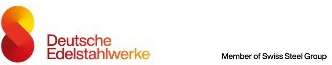 Deutsche
Edelstahlwerke
Member of Swiss Steel Group